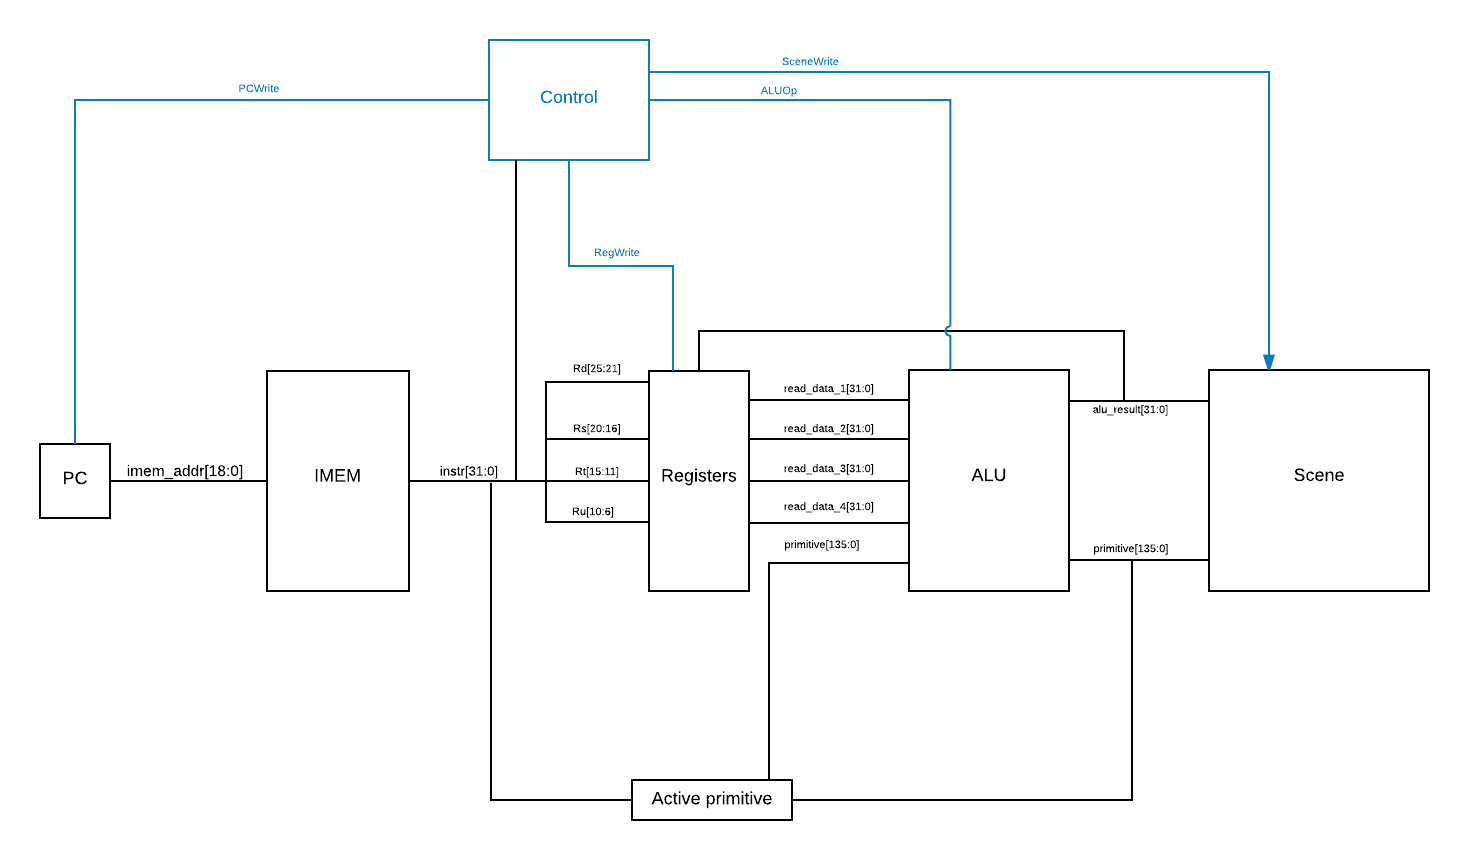 SceneWrite
PCWrite
ALUOp
Control
RegWrite
Rd[25:21]
read_data_1[31:0]
alu_result[31:0]
Rs[20:16]
read_data_2[31:0]
imem_addr[18:0]
instr[31:0]
Rt[15:11]
read_data_3[31:0]
PC
IMEM
Registers
ALU
Scene
Ru[10:6]
read_data_4[31:0]
primitive[135:0]
primitive[135:0]
Active primitive